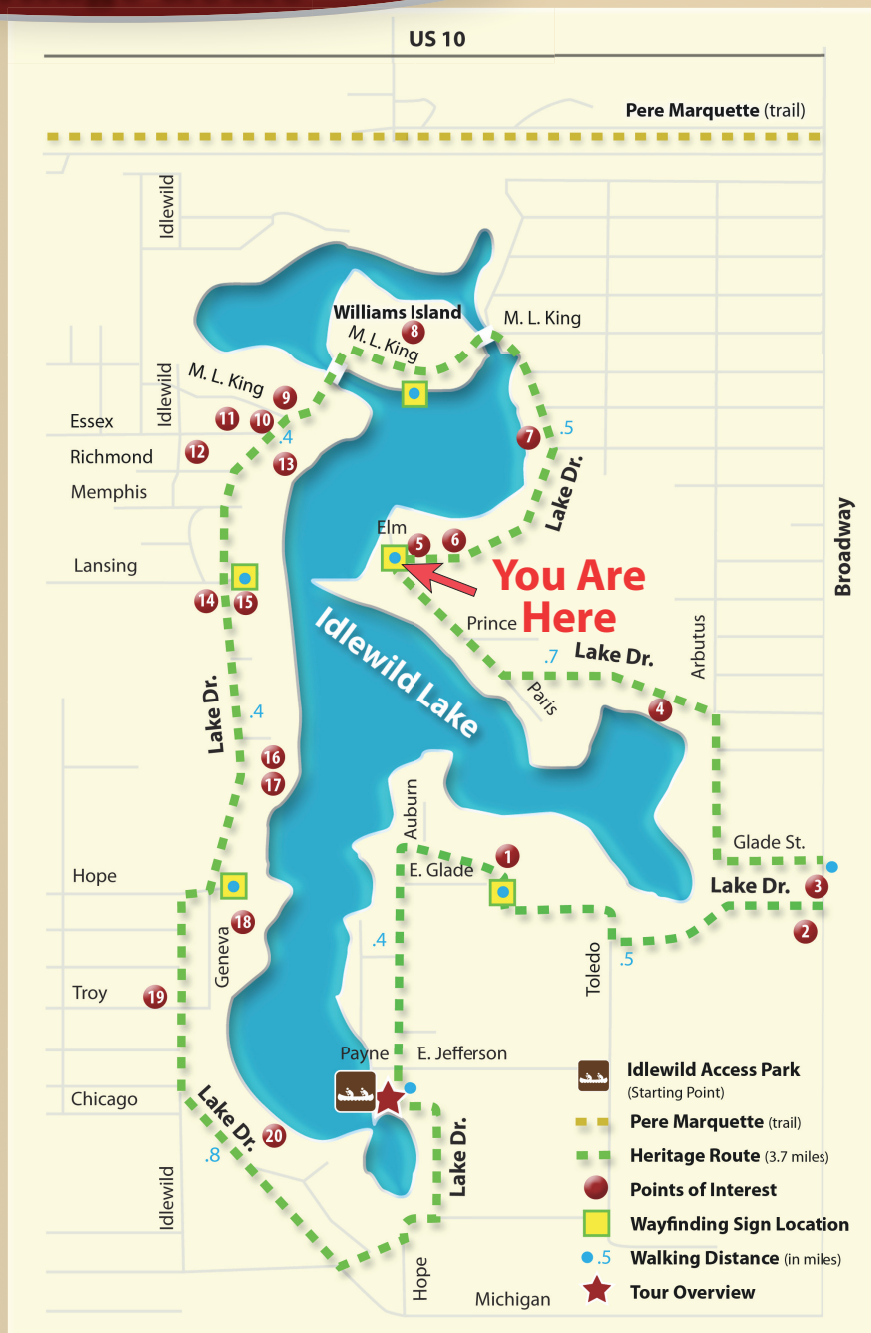 US 10
Pere Marquette (trail)
Idlewild
Williams Island
8
M. L. King
M. L. King
M. L. King
Idlewild
9
Essex
11
10
.4
7
.5
Richmond
12
13
Memphis
Lake Dr.
Elm
5
6
Broadway
Lansing
You Are
Here
14
15
Idlewild Lake
Prince
Arbutus
.7
Lake Dr.
Paris
4
Lake Dr.
.4
16
17
Auburn
Glade St.
1
E. Glade
Hope
Lake Dr.
3
2
18
Geneva
.4
Toledo
.5
Troy
19
Payne
E. Jefferson
Idlewild Access Park
(Starting Point)
Chicago
Lake Dr.
20
.8
Lake Dr.
Idlewild
Hope
Michigan
Pere Marquette (trail)
Heritage Route (3.7 miles)
Points of Interest
Wayfinding Sign Location
.5 Walking Distance (in miles)
Tour Overview